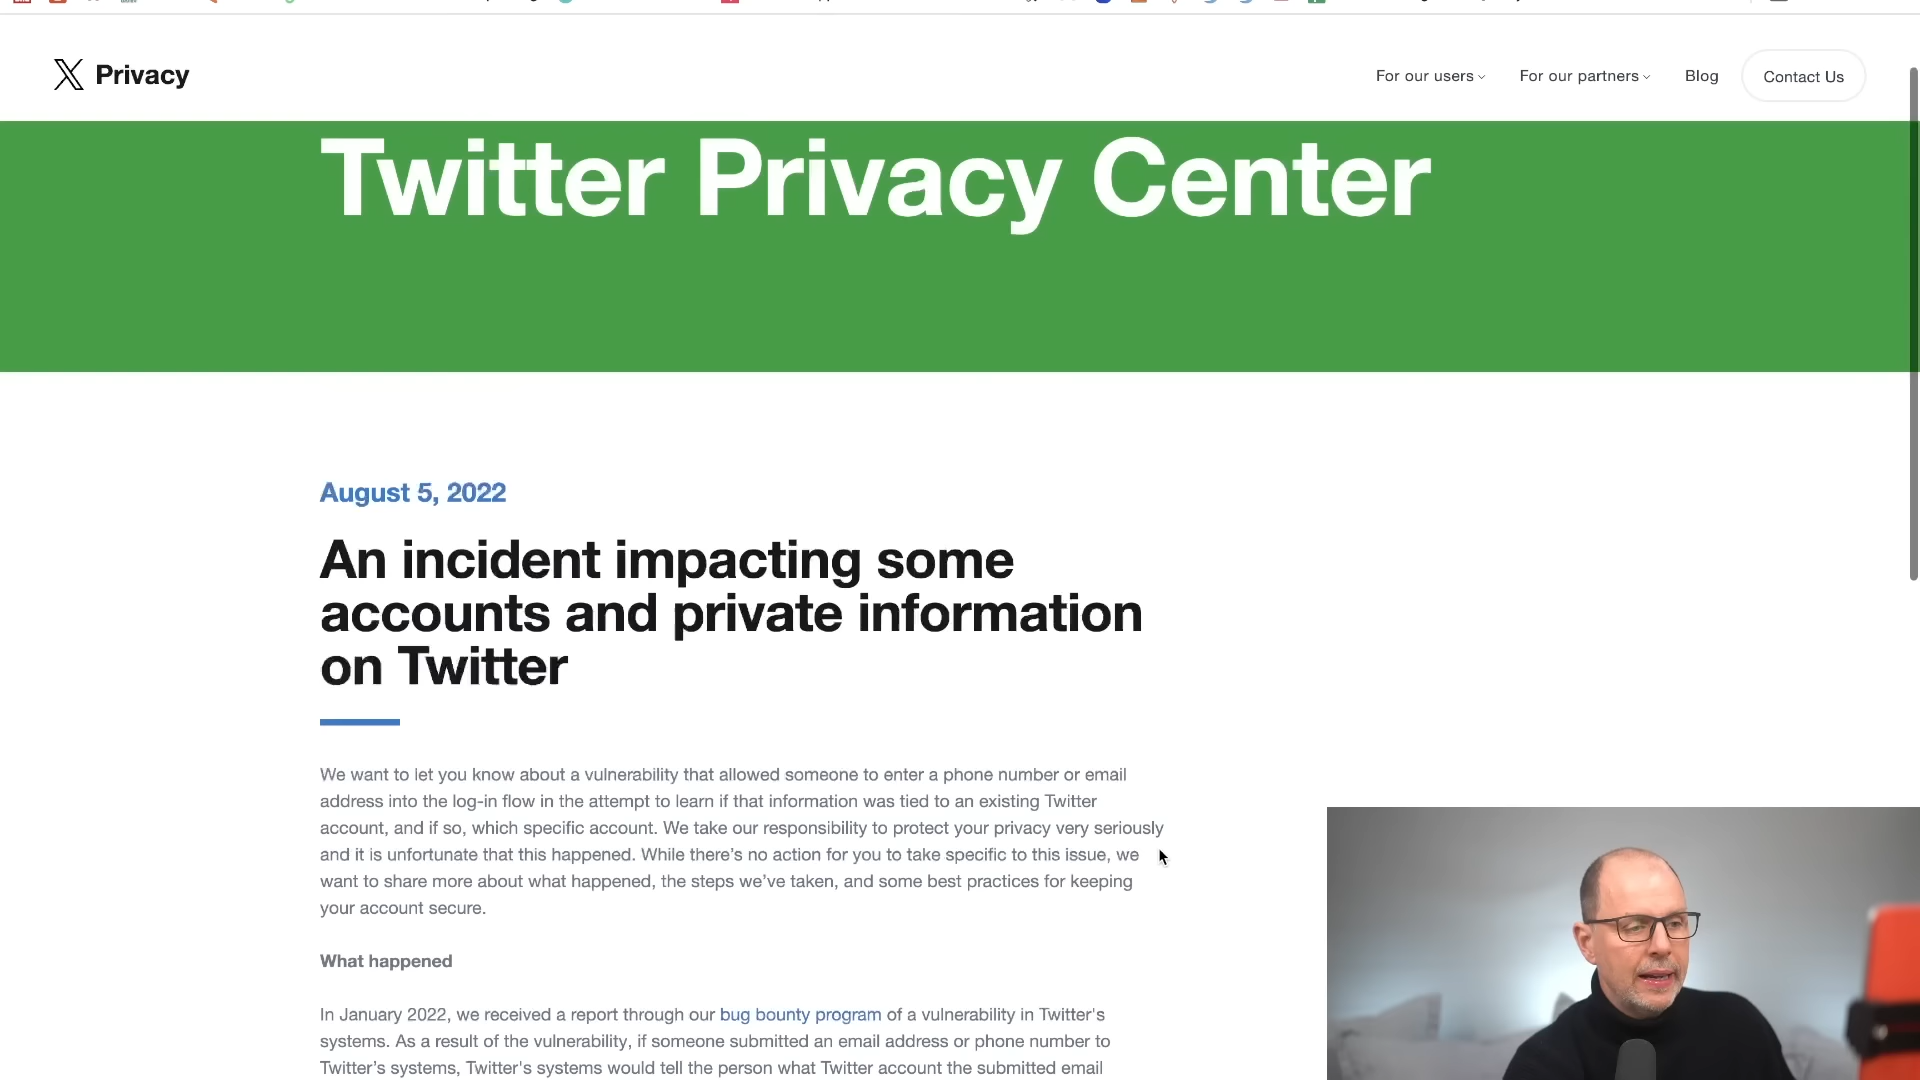 Privacy
For our users
For our partners
Blog
Contact Us
Twitter Privacy Center
August 5, 2022
An incident impacting some
accounts and private information
on Twitter
We want to let you know about a vulnerability that allowed someone to enter a phone number or email
address into the log-in flow in the attempt to learn if that information was tied to an existing Twitter
account, and if so, which specific account. We take our responsibility to protect your privacy very seriously
and it is unfortunate that this happened. While there’s no action for you to take specific to this issue, we
want to share more about what happened, the steps we’ve taken, and some best practices for keeping
your account secure.
What happened
In January 2022, we received a report through our bug bounty program of a vulnerability in Twitter's
systems. As a result of the vulnerability, if someone submitted an email address or phone number to
Twitter’s systems, Twitter's systems would tell the person what Twitter account the submitted email